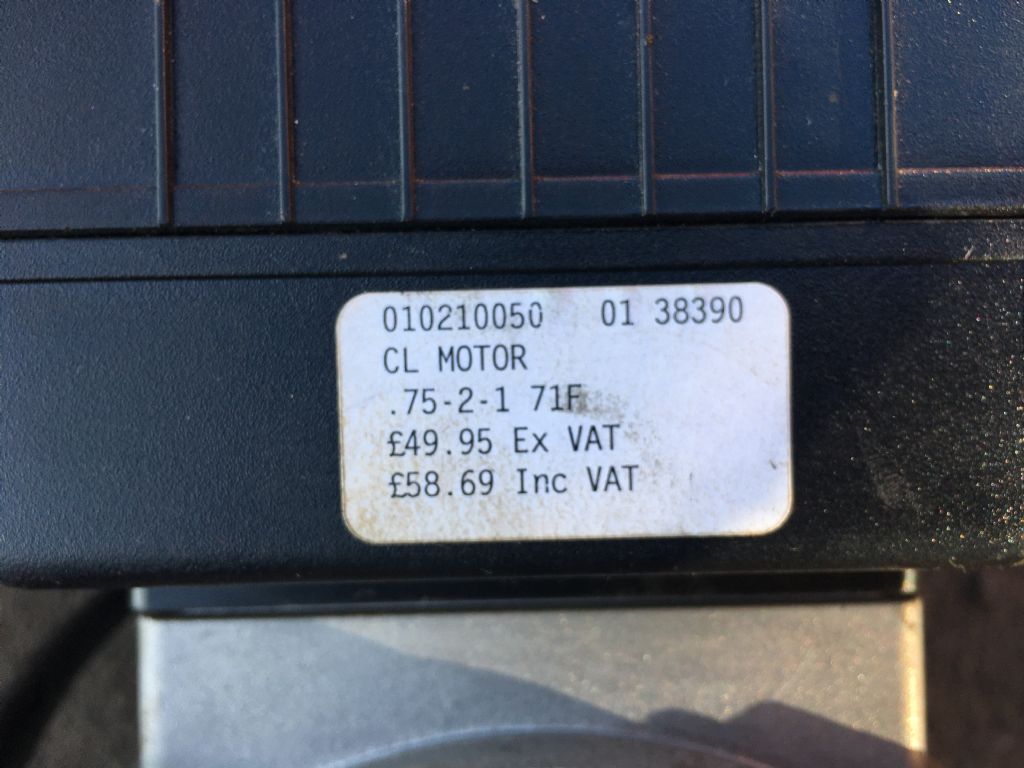 010210050 01 38390
CL MOTOR
.75-2-1 71F
£49.95 Ex VAT
£58.69 Inc VAT